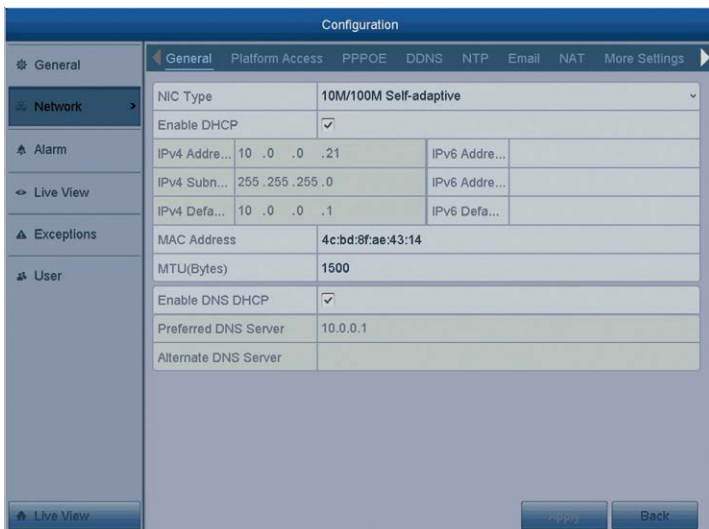 Configuration
General
Network
Alarm
Live View
Exceptions
User
Live View
General Platform Access PPPOE DDNS NTP Email NAT More Settings
NIC Type 10M/100M Self-adaptive
Enable DHCP
IPv4 Addre... 10 .0 .0 .21 IPv6 Addre...
IPv4 Subn... 255.255.255.0 IPv6 Addre...
IPv4 Defa... 10 .0 .0 .1 IPv6 Defa...
MAC Address 4c:bd:8f:ae:43:14
MTU(Bytes) 1500
Enable DNS DHCP
Preferred DNS Server 10.0.0.1
Alternate DNS Server
Apply Back